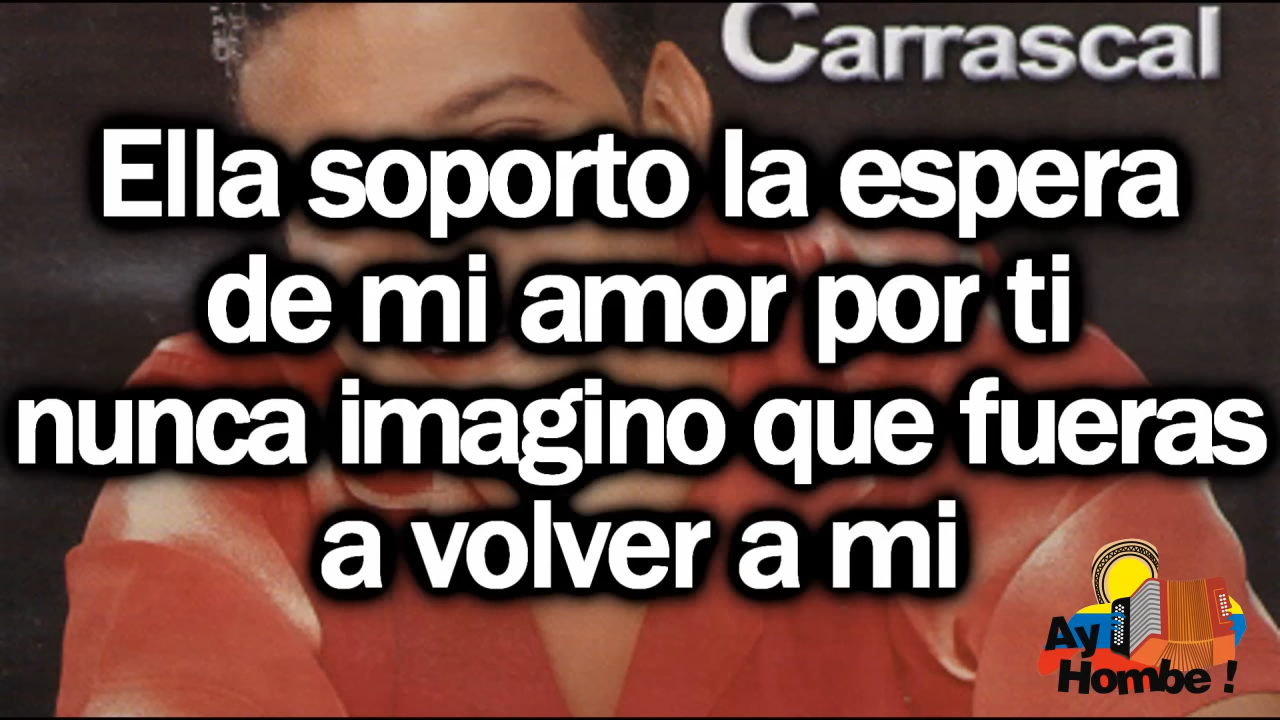 Carrascal
Ella soporto la espera
de mi amor por ti
nunca imagino que fueras
a volver a mi
Ay
Hombe !